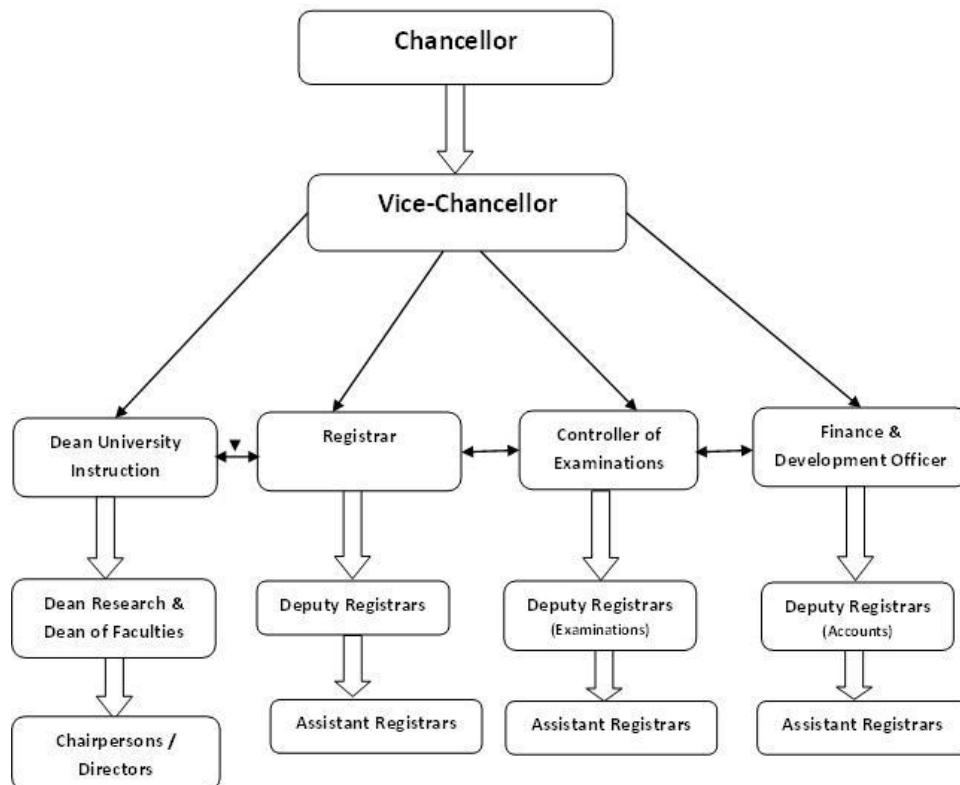 Chancellor
Vice-Chancellor
Dean University
Instruction
Registrar
Controller of
Examinations
Finance &
Development Officer
Dean Research &
Dean of Faculties
Deputy Registrars
Deputy Registrars
(Examinations)
Deputy Registrars
(Accounts)
Chairpersons /
Directors
Assistant Registrars
Assistant Registrars
Assistant Registrars